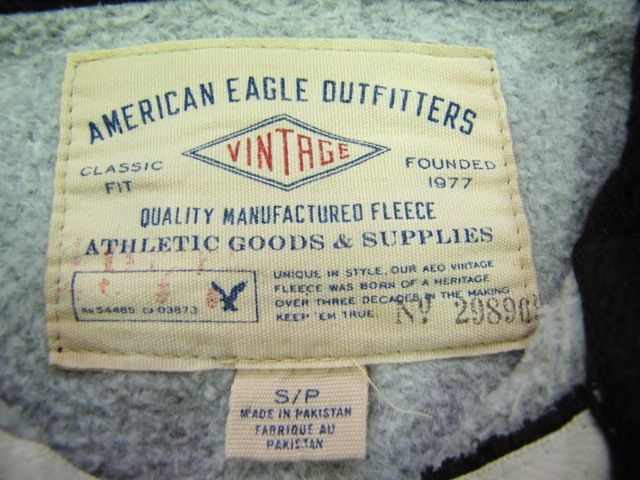 AMERICAN EAGLE OUTFITTERS
VINTAGE
CLASSIC
FIT
FOUNDED
1977
QUALITY MANUFACTURED FLEECE
ATHLETIC GOODS & SUPPLIES
RN 54485 CA 03873
UNIQUE IN STYLE, OUR AEO VINTAGE
FLEECE WAS BORN OF A HERITAGE
OVER THREE DECADES IN THE MAKING
KEEP 'EM TRUE.
NV
S/P
MADE IN PAKISTAN
FABRIQUE AU
PAKISTAN